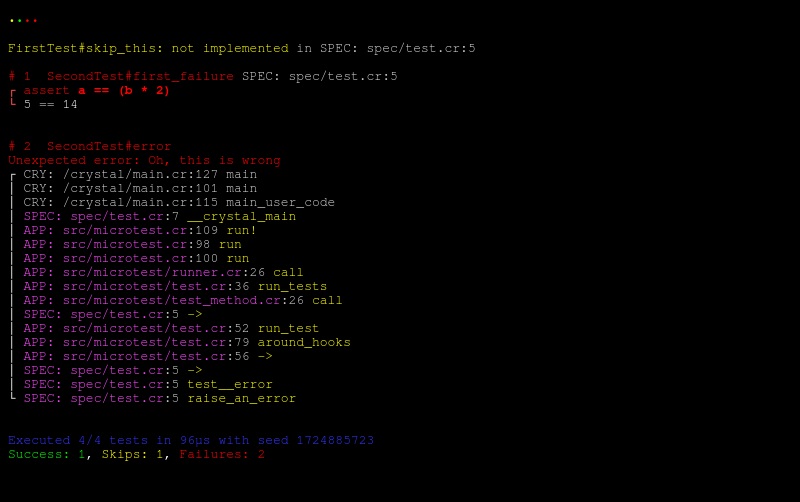 ....
FirstTest#skip_this: not implemented in SPEC: spec/test.cr:5
# 1  SecondTest#first_failure SPEC: spec/test.cr:5
┌ assert a == (b * 2)
└ 5 == 14
# 2  SecondTest#error
Unexpected error: Oh, this is wrong
┌ CRY: /crystal/main.cr:127 main
│ CRY: /crystal/main.cr:101 main
│ CRY: /crystal/main.cr:115 main_user_code
│ SPEC: spec/test.cr:7 __crystal_main
│ APP: src/microtest.cr:109 run!
│ APP: src/microtest.cr:98 run
│ APP: src/microtest.cr:100 run
│ APP: src/microtest/runner.cr:26 call
│ APP: src/microtest/test.cr:36 run_tests
│ APP: src/microtest/test_method.cr:26 call
│ SPEC: spec/test.cr:5 ->
│ APP: src/microtest/test.cr:52 run_test
│ APP: src/microtest/test.cr:79 around_hooks
│ APP: src/microtest/test.cr:56 ->
│ SPEC: spec/test.cr:5 ->
│ SPEC: spec/test.cr:5 test__error
└ SPEC: spec/test.cr:5 raise_an_error
Executed 4/4 tests in 96µs with seed 1724885723
Success: 1, Skips: 1, Failures: 2